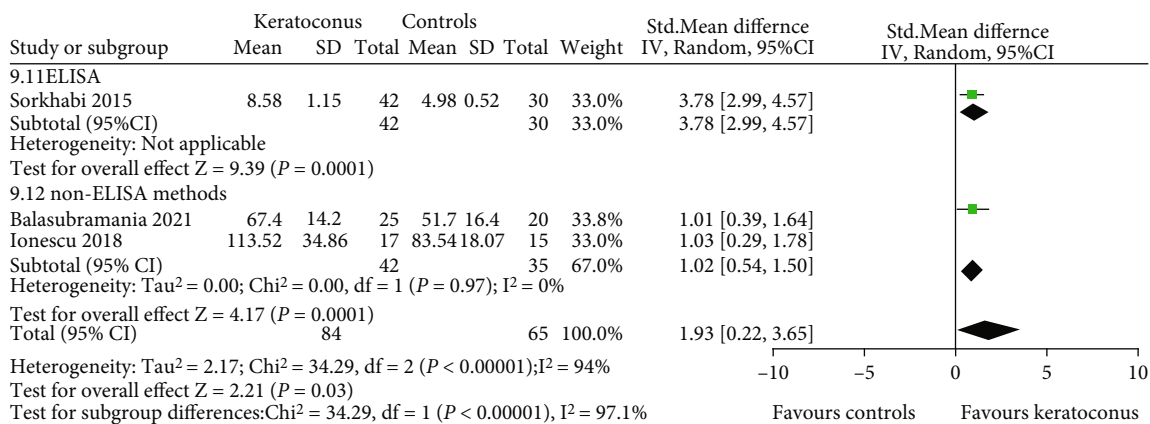 Keratoconus Controls Std.Mean differnce Std.Mean differnce
Study or subgroup Mean SD Total Mean SD Total Weight IV, Random, 95%CI IV, Random, 95%CI
9.11ELISA
Sorkhabi 2015 8.58 1.15 42 4.98 0.52 30 33.0% 3.78 [2.99, 4.57]
Subtotal (95%CI) 42 30 33.0% 3.78 [2.99, 4.57]
Heterogeneity: Not applicable
Test for overall effect Z = 9.39 (P = 0.0001)
9.12 non-ELISA methods
Balasubramania 2021 67.4 14.2 25 51.7 16.4 20 33.8% 1.01 [0.39, 1.64]
Ionescu 2018 113.52 34.86 17 83.54 18.07 15 33.0% 1.03 [0.29, 1.78]
Subtotal (95% CI) 42 35 67.0% 1.02 [0.54, 1.50]
Heterogeneity: Tau² = 0.00; Chi² = 0.00, df = 1 (P = 0.97); I² = 0%
Test for overall effect Z = 4.17 (P = 0.0001)
Total (95% CI) 84 65 100.0% 1.93 [0.22, 3.65]
Heterogeneity: Tau² = 2.17; Chi² = 34.29, df = 2 (P < 0.00001);I² = 94%
−10 −5 0 5 10
Test for overall effect Z = 2.21 (P = 0.03)
Test for subgroup differences:Chi² = 34.29, df = 1 (P < 0.00001), I² = 97.1% Favours controls Favours keratoconus